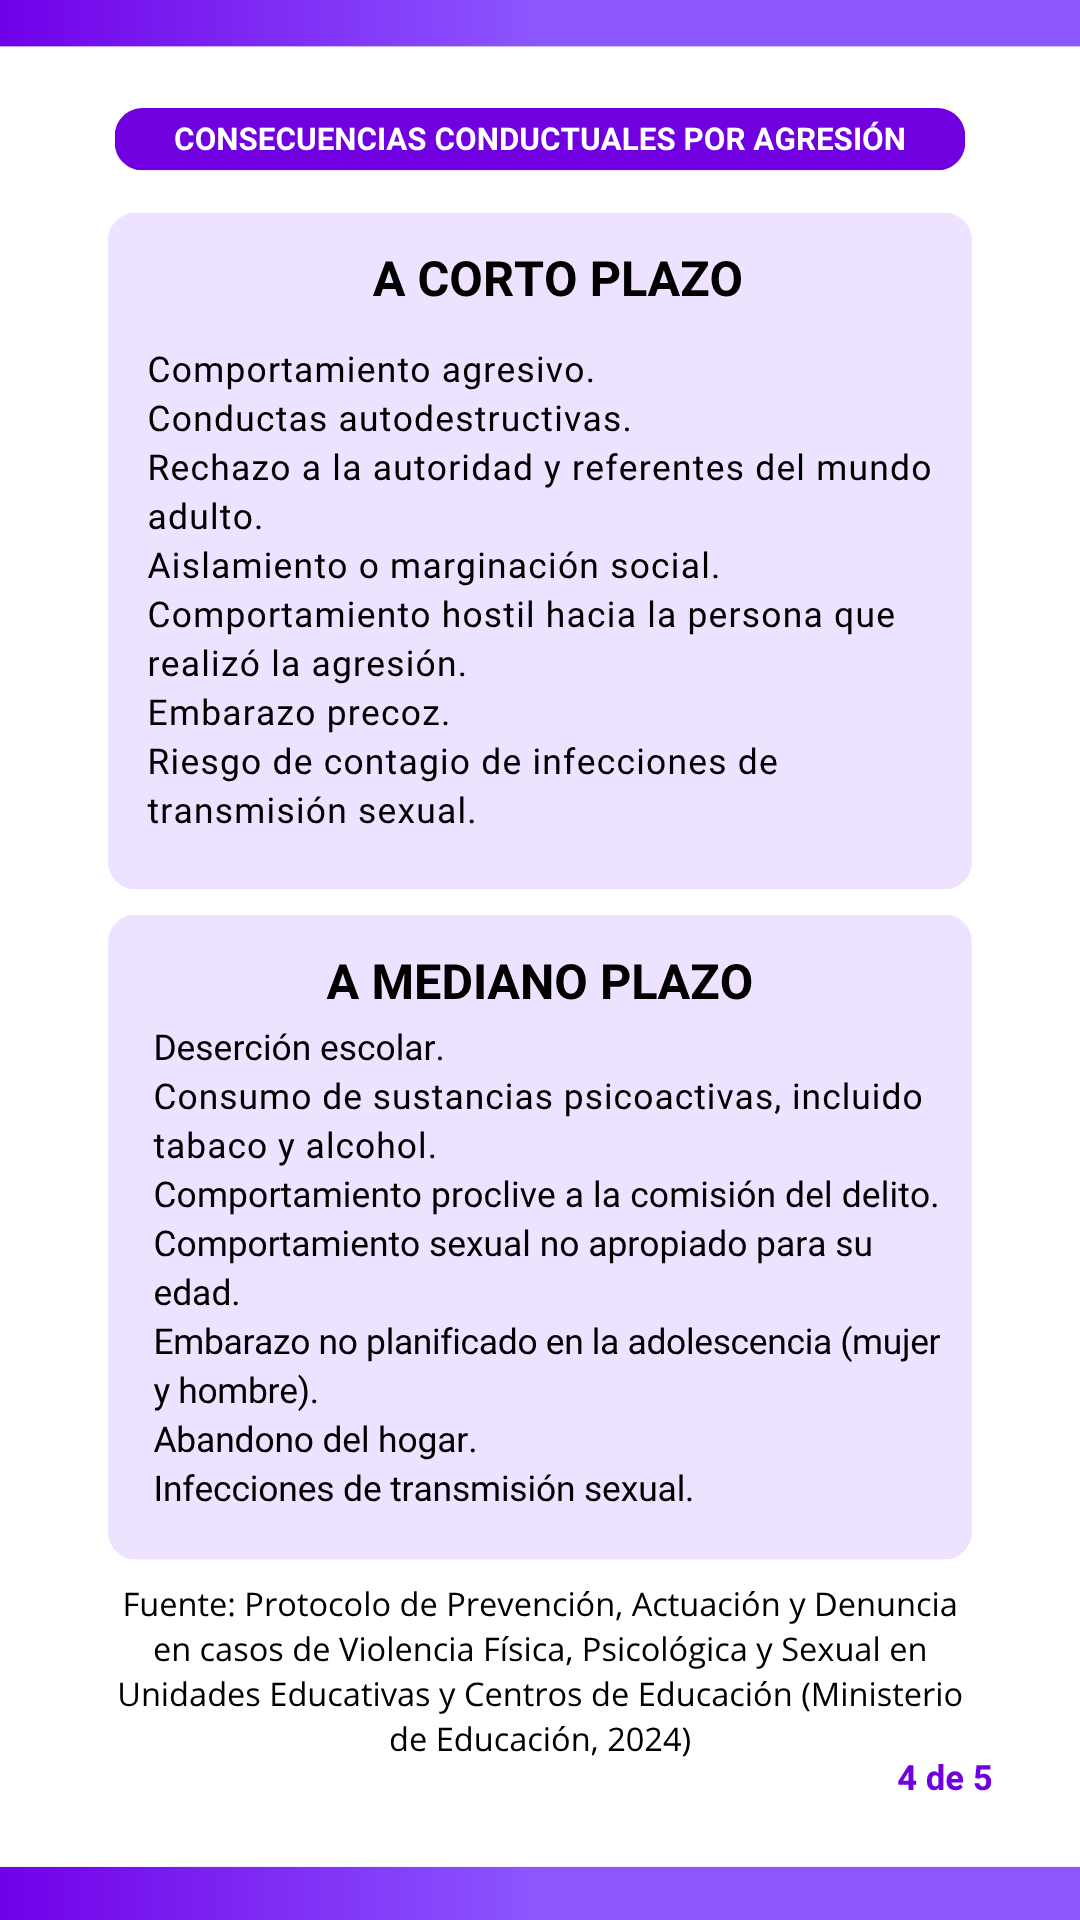 CONSECUENCIAS CONDUCTUALES POR AGRESIÓN
A CORTO PLAZO
Comportamiento agresivo.
Conductas autodestructivas.
Rechazo a la autoridad y referentes del mundo
adulto.
Aislamiento o marginación social.
Comportamiento hostil hacia la persona que
realizó la agresión.
Embarazo precoz.
Riesgo de contagio de infecciones de
transmisión sexual.
A MEDIANO PLAZO
Deserción escolar.
Consumo de sustancias psicoactivas, incluido
tabaco y alcohol.
Comportamiento proclive a la comisión del delito.
Comportamiento sexual no apropiado para su
edad.
Embarazo no planificado en la adolescencia (mujer
y hombre).
Abandono del hogar.
Infecciones de transmisión sexual.
Fuente: Protocolo de Prevención, Actuación y Denuncia
en casos de Violencia Física, Psicológica y Sexual en
Unidades Educativas y Centros de Educación (Ministerio
de Educación, 2024)
4 de 5